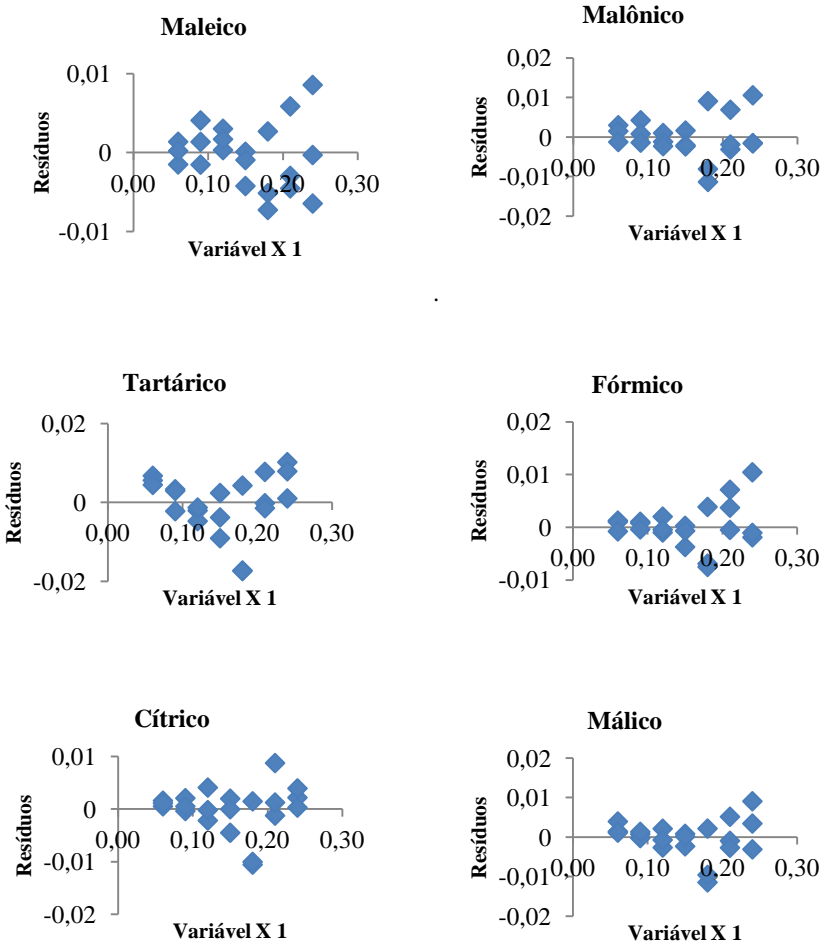 Maleico
0,01
0
-0,01
0,00 0,10 0,20 0,30
Resíduos
Variável X 1
Malônico
0,02
0,01
0
-0,01
-0,02
0,00 0,10 0,20 0,30
Resíduos
Variável X 1
.
Tartárico
0,02
0
-0,02
0,00 0,10 0,20 0,30
Resíduos
Variável X 1
Fórmico
0,02
0,01
0
-0,01
0,00 0,10 0,20 0,30
Resíduos
Variável X 1
Cítrico
0,01
0
-0,01
-0,02
0,00 0,10 0,20 0,30
Resíduos
Variável X 1
Málico
0,02
0,01
0
-0,01
-0,02
0,00 0,10 0,20 0,30
Resíduos
Variável X 1